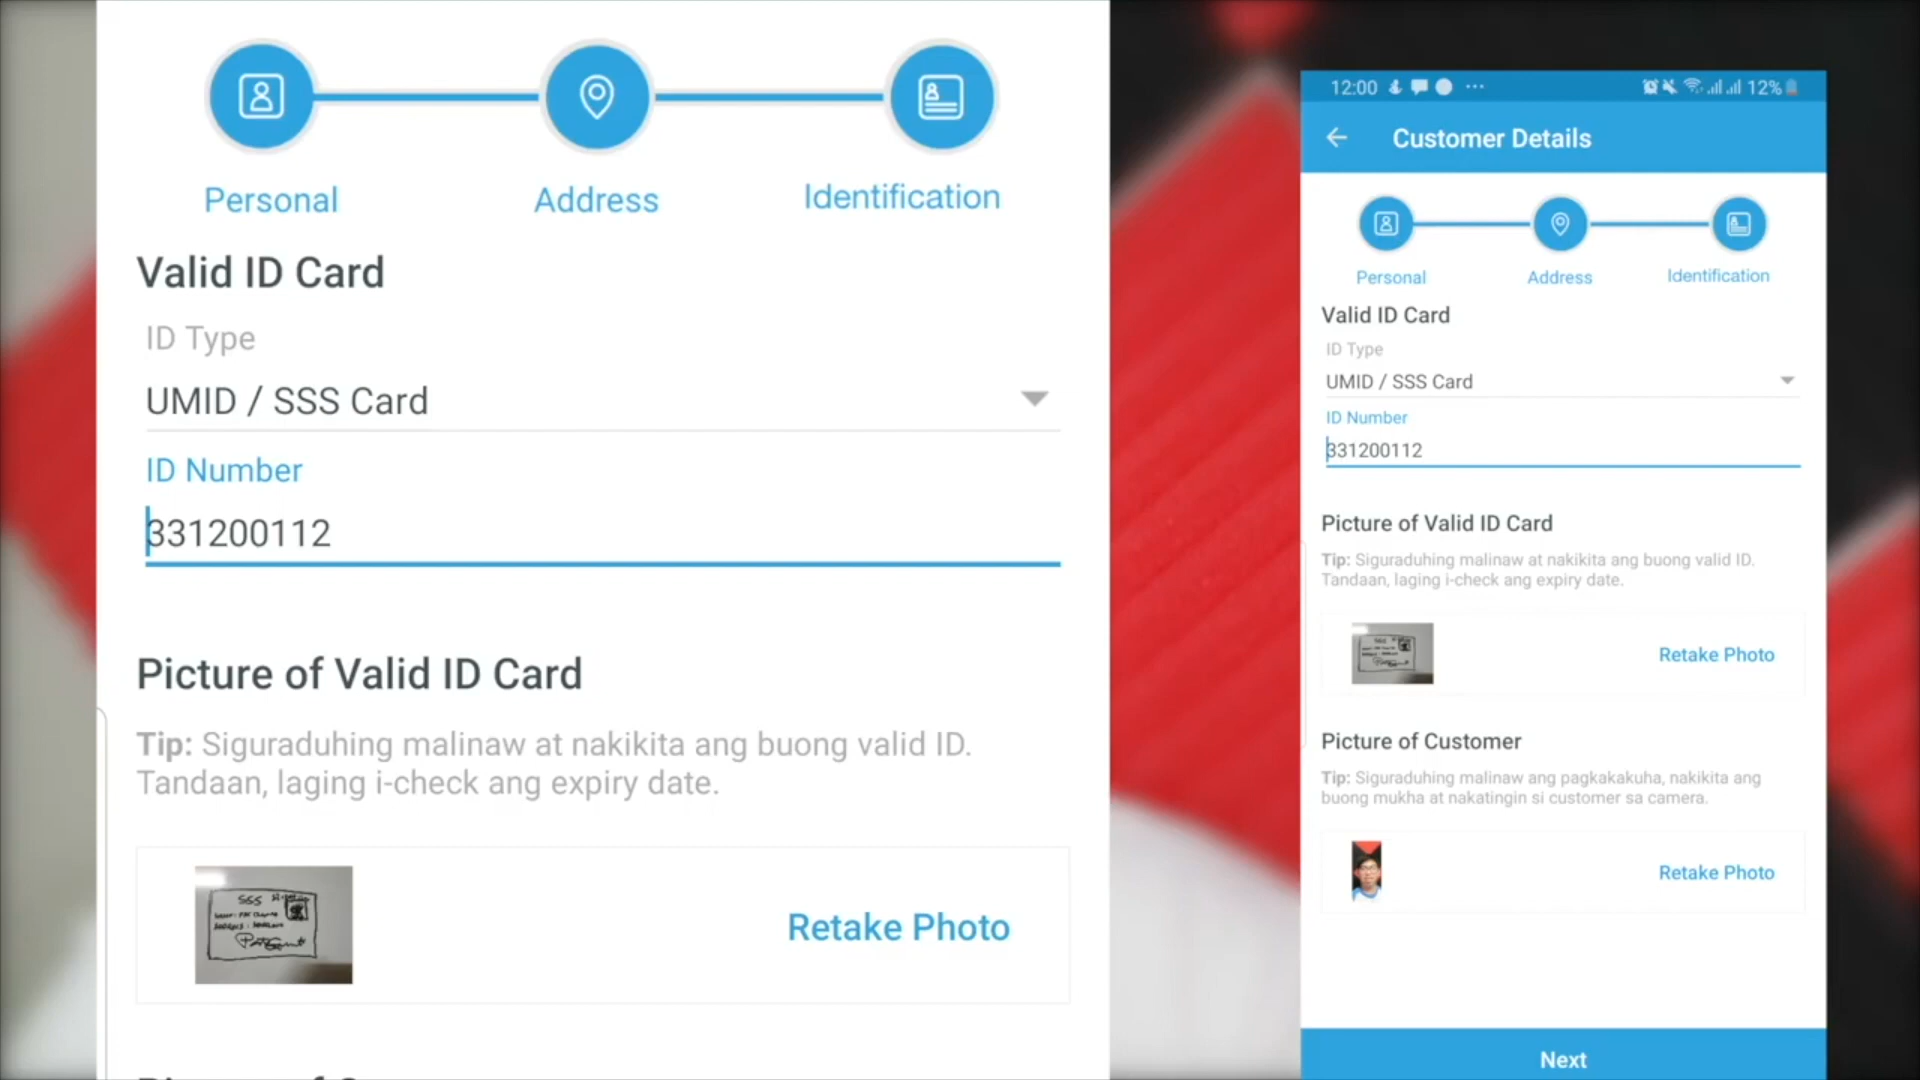 Personal
Address
Identification
Valid ID Card
ID Type
UMID / SSS Card
ID Number
331200112
Picture of Valid ID Card
Tip: Siguraduhing malinaw at nakikita ang buong valid ID.
Tandaan, laging i-check ang expiry date.
SSS
Retake Photo
12:00
12%
Customer Details
Personal
Address
Identification
Valid ID Card
ID Type
UMID / SSS Card
ID Number
331200112
Picture of Valid ID Card
Tip: Siguraduhing malinaw at nakikita ang buong valid ID.
Tandaan, laging i-check ang expiry date.
Retake Photo
Picture of Customer
Tip: Siguraduhing malinaw ang pagkakakuha, nakikita ang
buong mukha at nakatingin si customer sa camera.
Retake Photo
Next